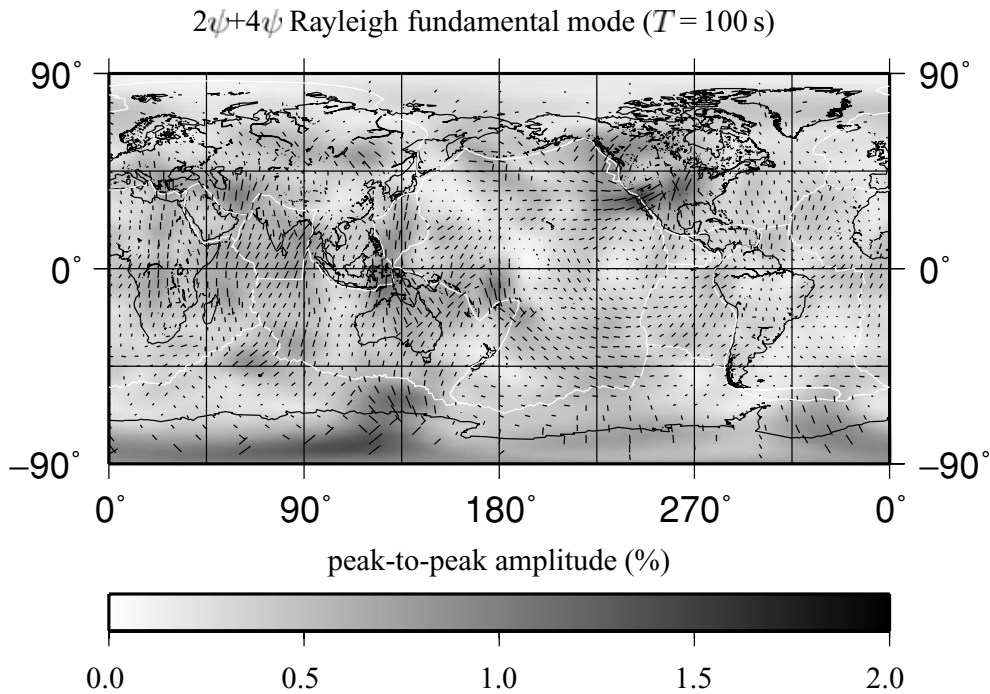 2ψ+4ψ Rayleigh fundamental mode (T = 100 s)
90° 90°
0° 0°
−90° −90°
0° 90° 180° 270° 0°
peak-to-peak amplitude (%)
0.0 0.5 1.0 1.5 2.0